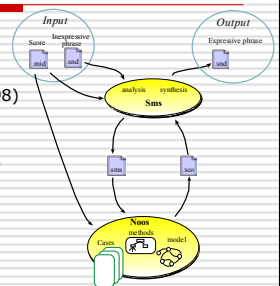 Input
Output
Score
Inexpressive
phrase
Expressive phrase
.mid
.snd
.snd
8)
analysis synthesis
Sms
.sms
.sco
Noos
methods
Cases
model